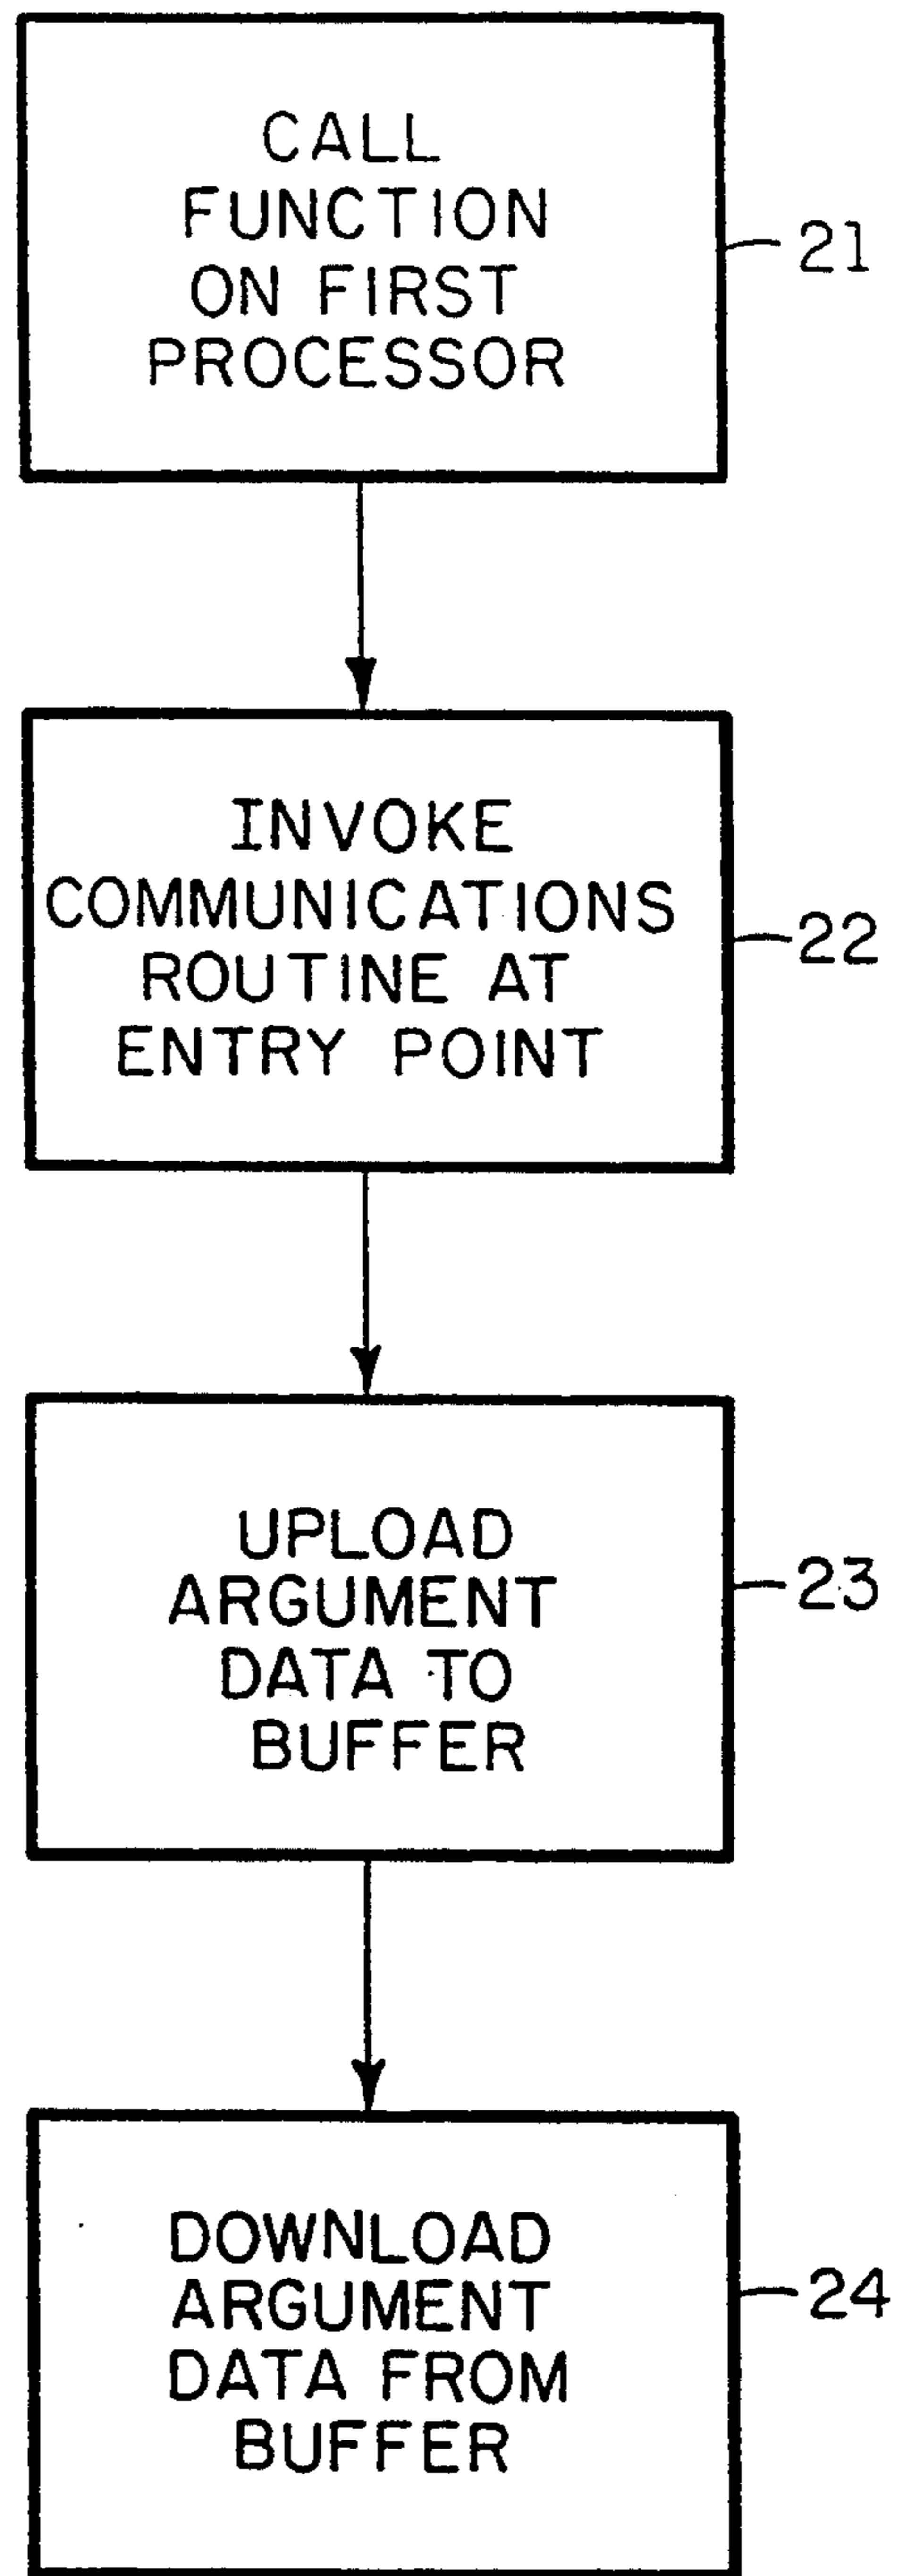 CALL
FUNCTION
ON FIRST
PROCESSOR
21
INVOKE
COMMUNICATIONS
ROUTINE AT
ENTRY POINT
22
UPLOAD
ARGUMENT
DATA TO
BUFFER
23
DOWNLOAD
ARGUMENT
DATA FROM
BUFFER
24